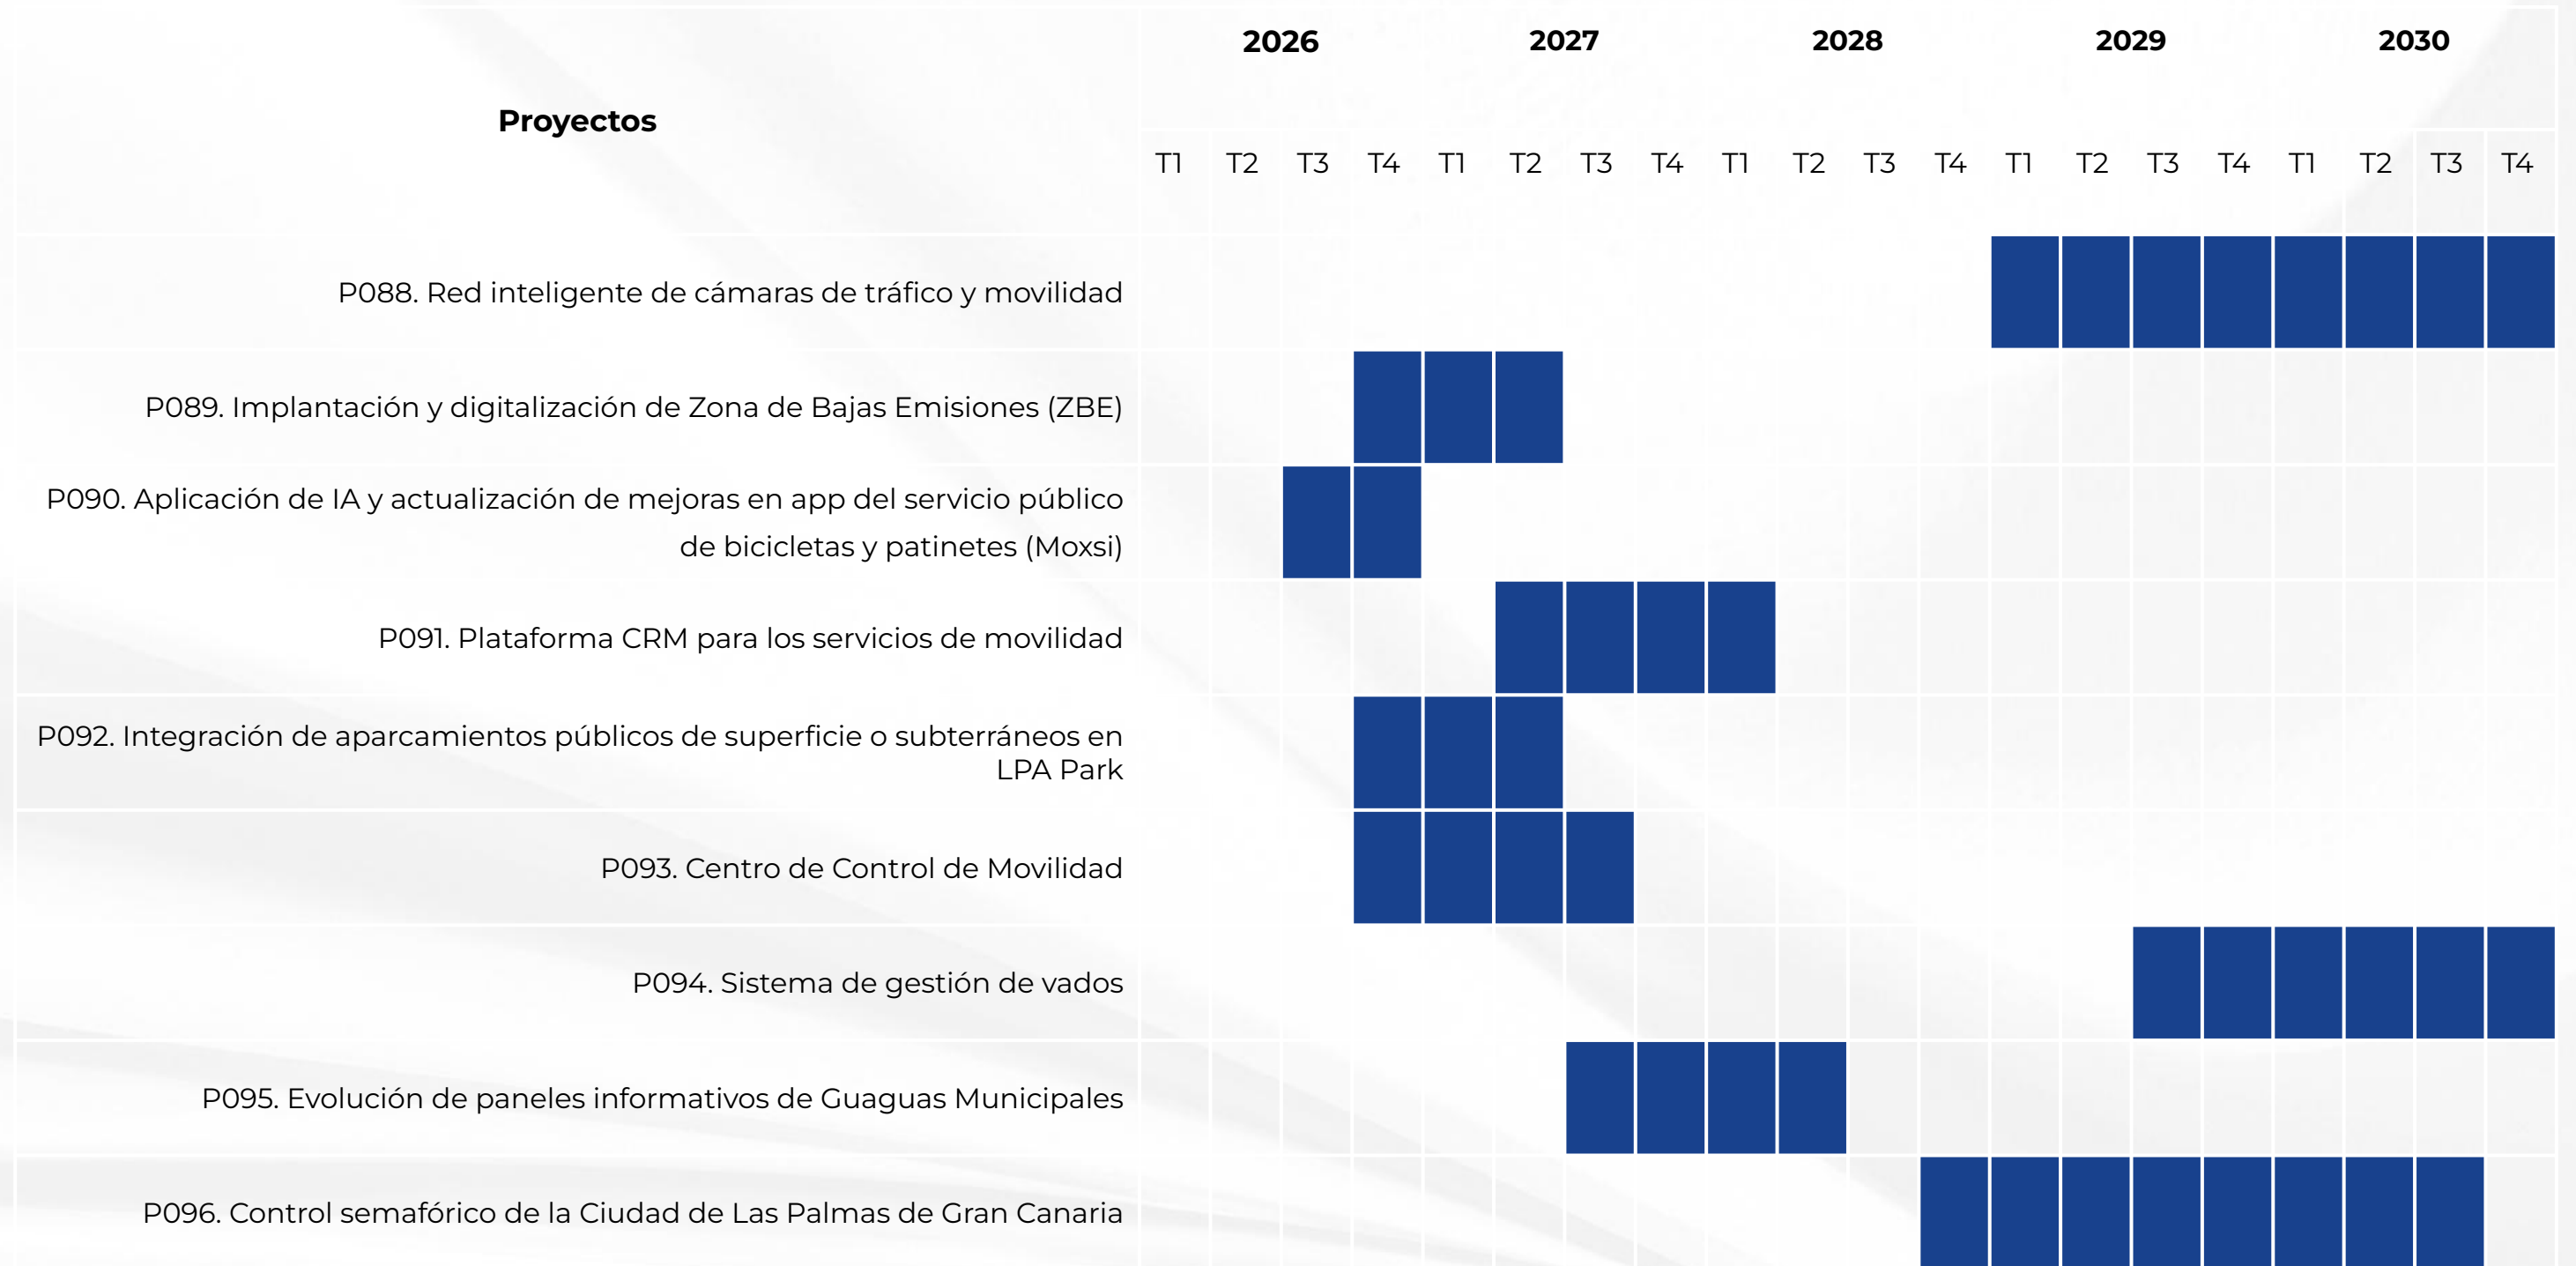 2026 2027 2028 2029 2030
Proyectos
T1 T2 T3 T4 T1 T2 T3 T4 T1 T2 T3 T4 T1 T2 T3 T4 T1 T2 T3 T4
P088. Red inteligente de cámaras de tráfico y movilidad
P089. Implantación y digitalización de Zona de Bajas Emisiones (ZBE)
P090. Aplicación de IA y actualización de mejoras en app del servicio público
de bicicletas y patinetes (Moxsi)
P091. Plataforma CRM para los servicios de movilidad
P092. Integración de aparcamientos públicos de superficie o subterráneos en
LPA Park
P093. Centro de Control de Movilidad
P094. Sistema de gestión de vados
P095. Evolución de paneles informativos de Guaguas Municipales
P096. Control semafórico de la Ciudad de Las Palmas de Gran Canaria